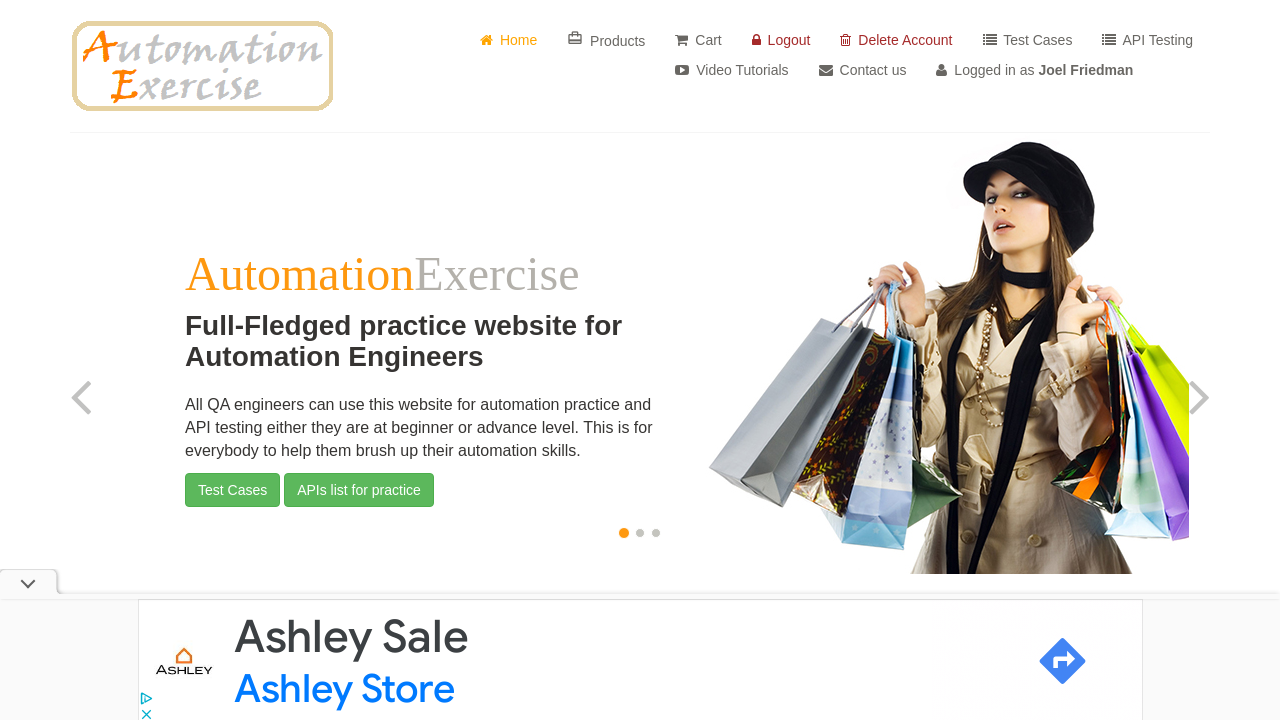 Automation
Exercise
Home
Products
Cart
Logout
Delete Account
Test Cases
API Testing
Video Tutorials
Contact us
Logged in as Joel Friedman
AutomationExercise
Full-Fledged practice website for
Automation Engineers
All QA engineers can use this website for automation practice and
API testing either they are at beginner or advance level. This is for
everybody to help them brush up their automation skills.
Test Cases
APIs list for practice
ASHLEY
Ashley Sale
Ashley Store